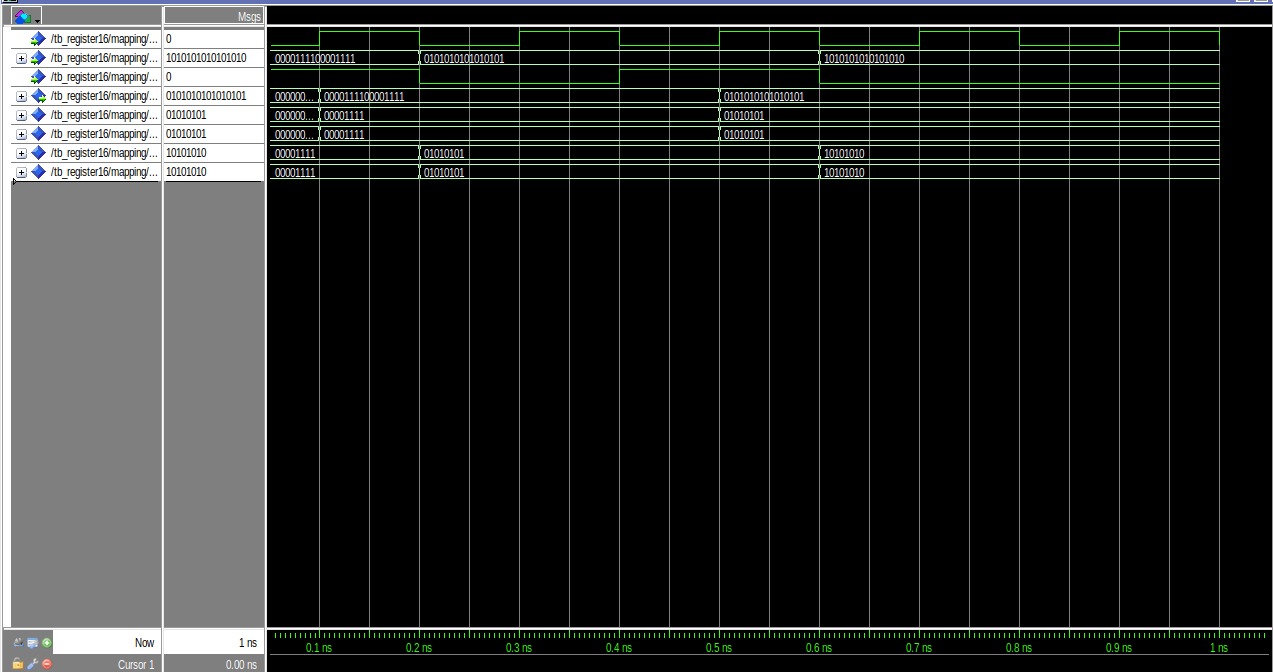 Msgs
/tb_register16/mapping/... 0
/tb_register16/mapping/... 1010101010101010 0000111100001111 0101010101010101 1010101010101010
/tb_register16/mapping/... 0
/tb_register16/mapping/... 0101010101010101 000000... 0000111100001111 0101010101010101
/tb_register16/mapping/... 01010101 000000... 00001111 01010101
/tb_register16/mapping/... 01010101 000000... 00001111 01010101
/tb_register16/mapping/... 10101010 00001111 01010101 10101010
/tb_register16/mapping/... 10101010 00001111 01010101 10101010
Now 1 ns 0.1 ns 0.2 ns 0.3 ns 0.4 ns 0.5 ns 0.6 ns 0.7 ns 0.8 ns 0.9 ns 1 ns
Cursor 1 0.00 ns